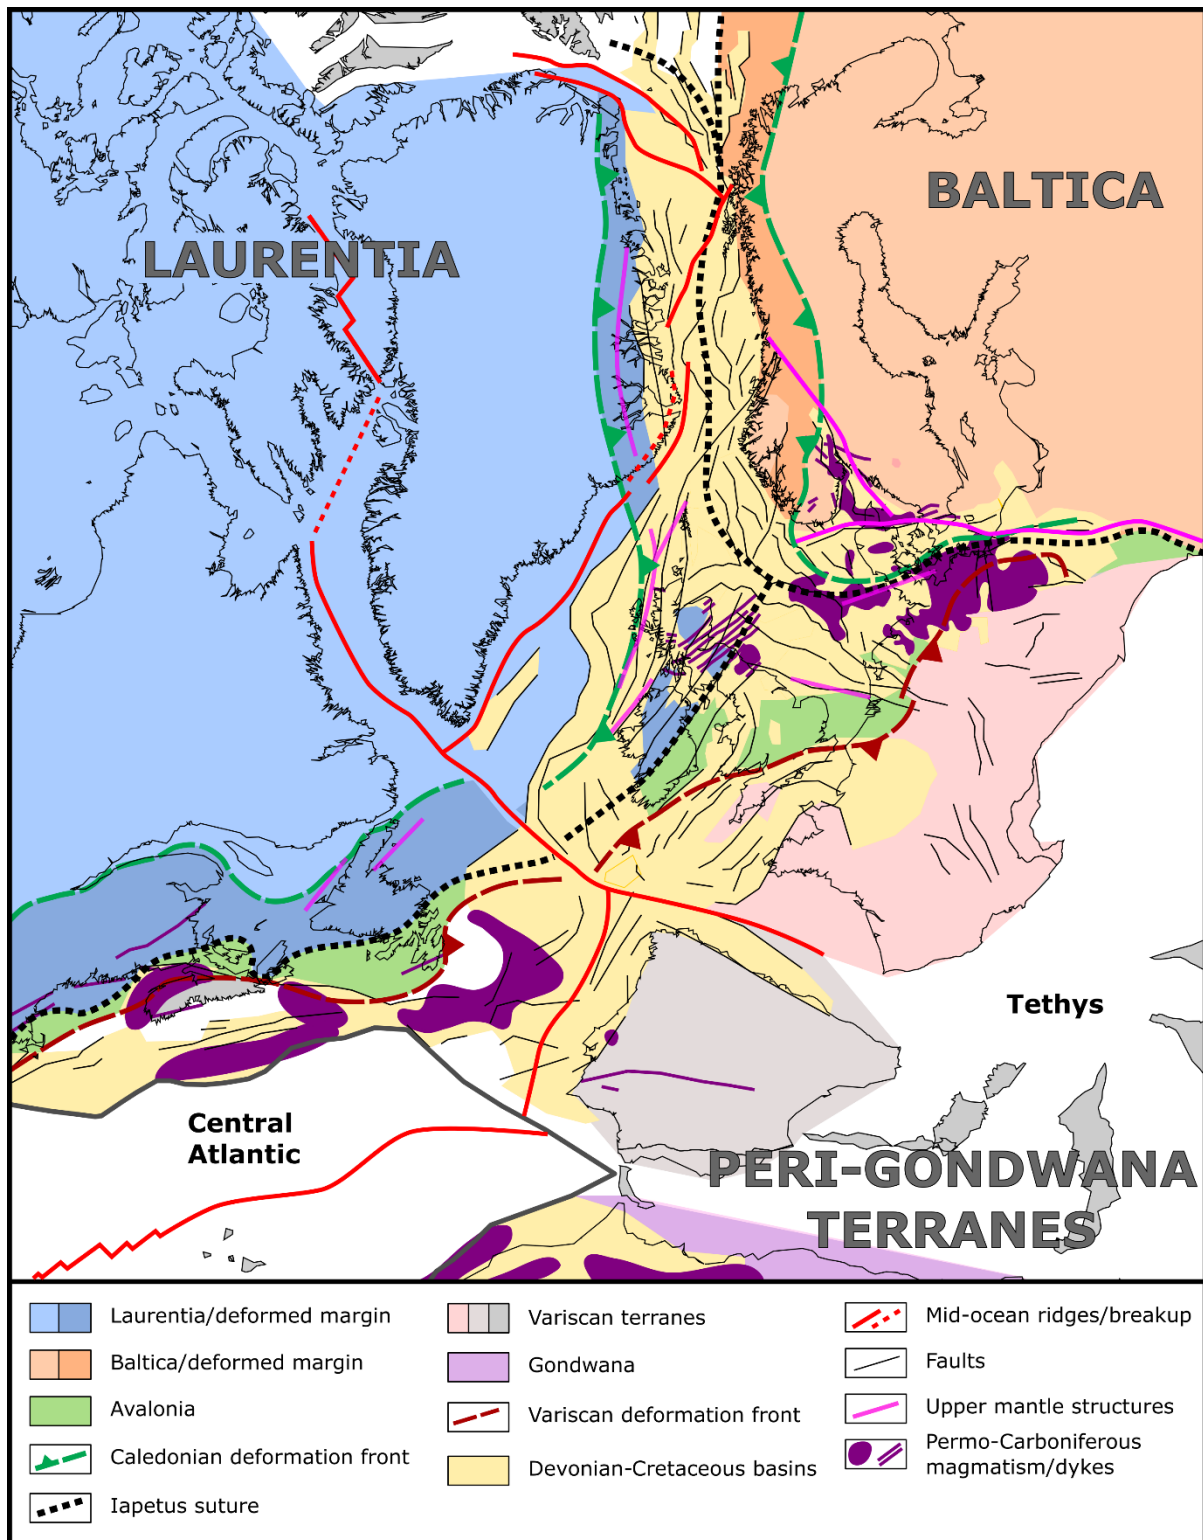 BALTICA
LAURENTIA
Tethys
Central
Atlantic
PERI-GONDWANA
TERRANES
Laurentia/deformed margin
Baltica/deformed margin
Avalonia
Caledonian deformation front
Iapetus suture
Variscan terranes
Gondwana
Variscan deformation front
Devonian-Cretaceous basins
Mid-ocean ridges/breakup
Faults
Upper mantle structures
Permo-Carboniferous
magmatism/dykes